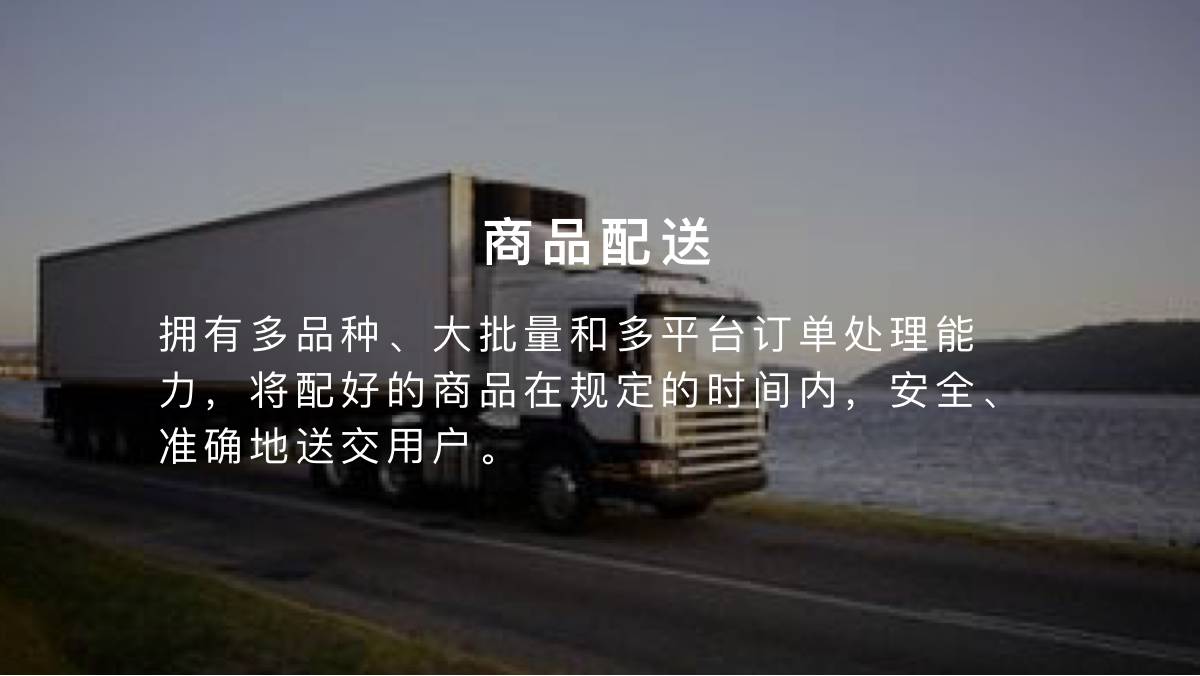 商品配送
拥有多品种、大批量和多平台订单处理能
力，将配好的商品在规定的时间内，安全、
准确地送交用户。